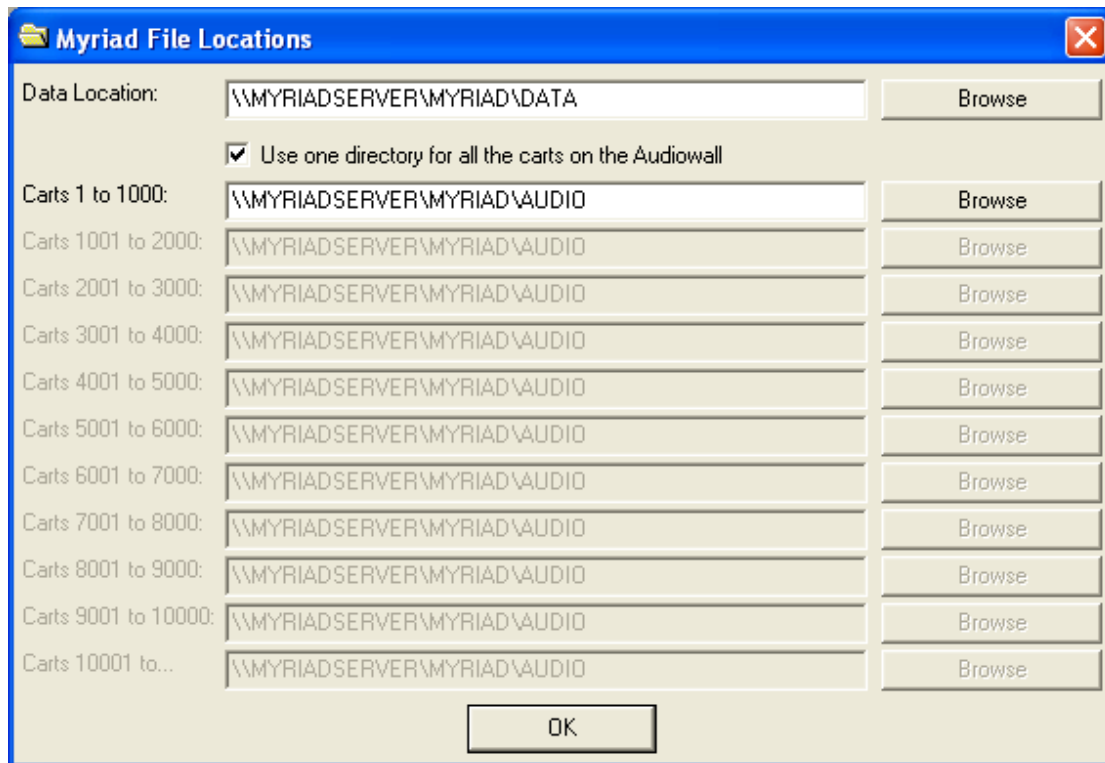 Myriad File Locations
Data Location: \\MYRIADSERVER\MYRIAD\DATA Browse
Use one directory for all the carts on the Audiowall
Carts 1 to 1000: \\MYRIADSERVER\MYRIAD\AUDIO Browse
Carts 1001 to 2000: \\MYRIADSERVER\MYRIAD\AUDIO Browse
Carts 2001 to 3000: \\MYRIADSERVER\MYRIAD\AUDIO Browse
Carts 3001 to 4000: \\MYRIADSERVER\MYRIAD\AUDIO Browse
Carts 4001 to 5000: \\MYRIADSERVER\MYRIAD\AUDIO Browse
Carts 5001 to 6000: \\MYRIADSERVER\MYRIAD\AUDIO Browse
Carts 6001 to 7000: \\MYRIADSERVER\MYRIAD\AUDIO Browse
Carts 7001 to 8000: \\MYRIADSERVER\MYRIAD\AUDIO Browse
Carts 8001 to 9000: \\MYRIADSERVER\MYRIAD\AUDIO Browse
Carts 9001 to 10000: \\MYRIADSERVER\MYRIAD\AUDIO Browse
Carts 10001 to... \\MYRIADSERVER\MYRIAD\AUDIO Browse
OK